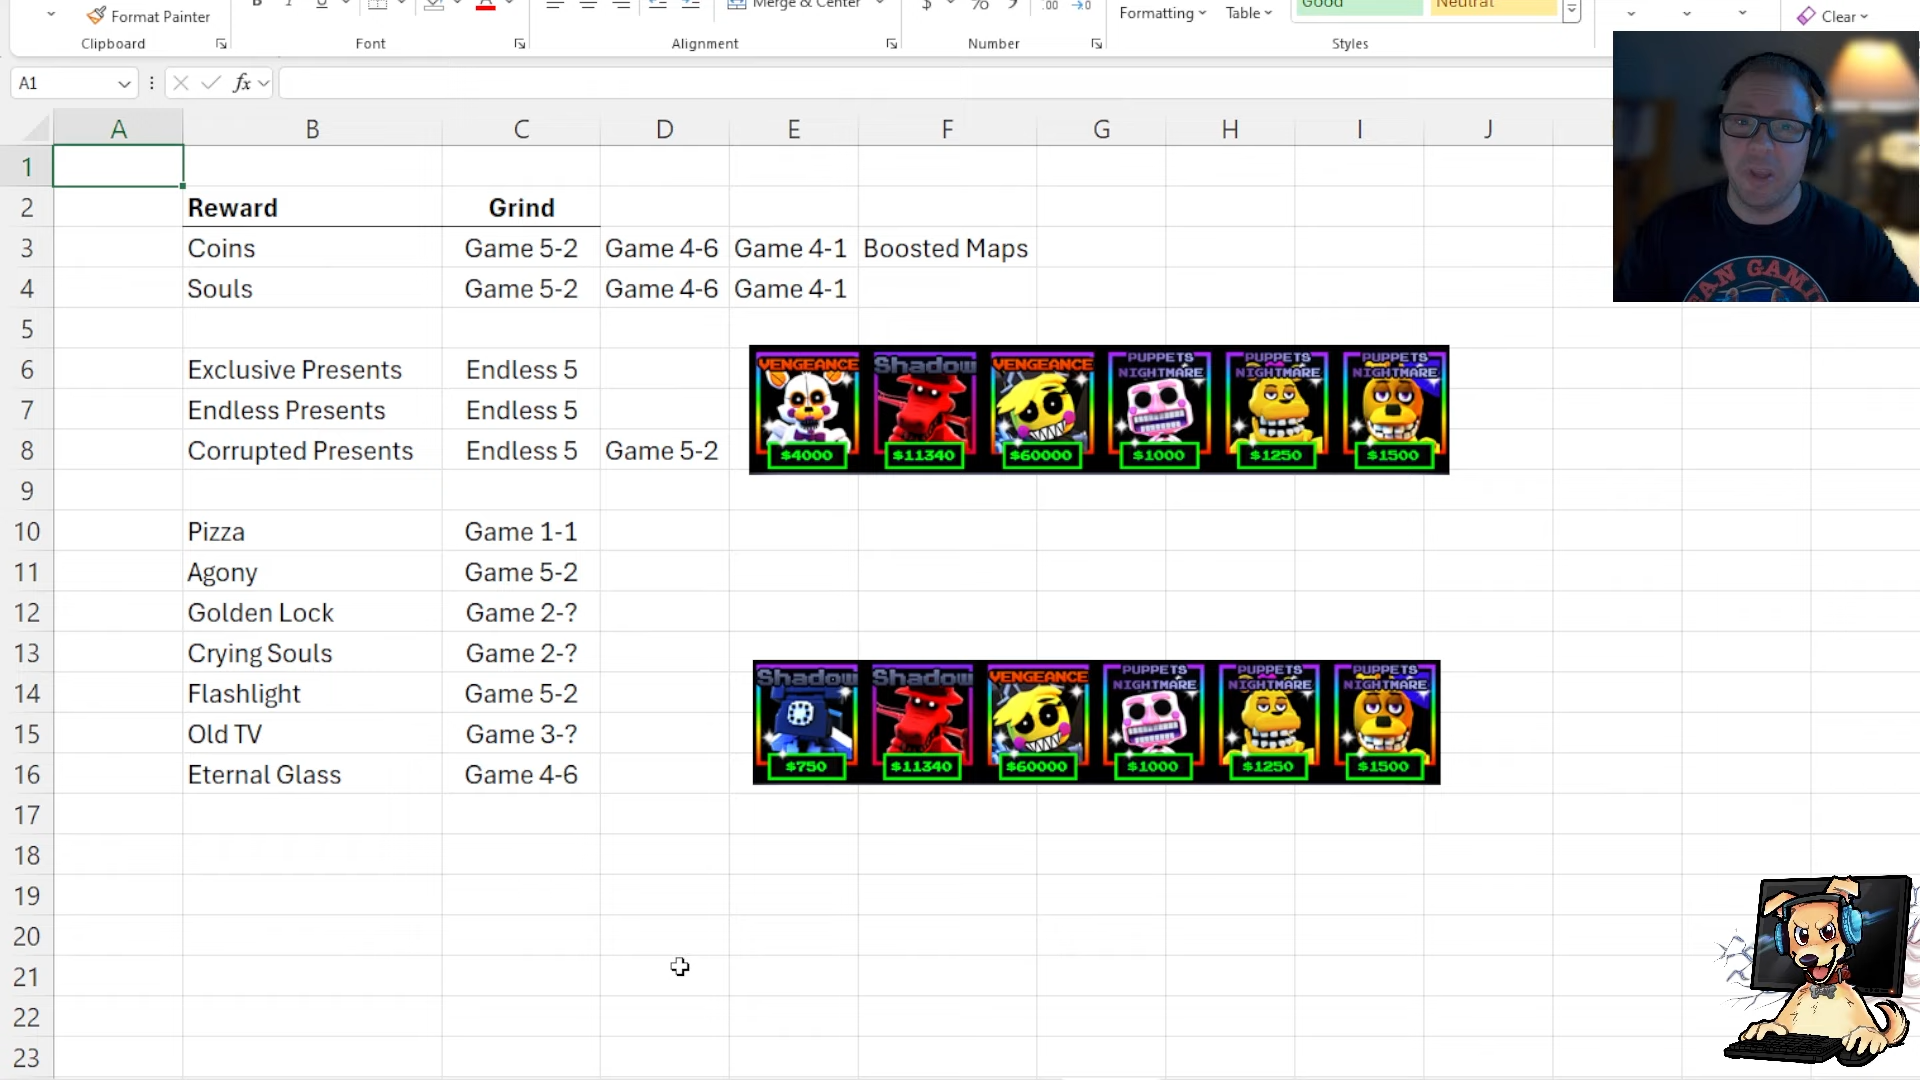 Format Painter
Merge & Center
Formatting
Table
Good
Neutral
Clear
Clipboard
Font
Alignment
Number
Styles
A1
fx
A B C D E F G H I J
1
2 Reward Grind
3 Coins Game 5-2 Game 4-6 Game 4-1 Boosted Maps
4 Souls Game 5-2 Game 4-6 Game 4-1
5
6 Exclusive Presents Endless 5
7 Endless Presents Endless 5
8 Corrupted Presents Endless 5 Game 5-2
VENGEANCE Shadow VENGEANCE PUPPETS NIGHTMARE PUPPETS NIGHTMARE PUPPETS NIGHTMARE
$4000 $11340 $60000 $1000 $1250 $1500
9
10 Pizza Game 1-1
11 Agony Game 5-2
12 Golden Lock Game 2-?
13 Crying Souls Game 2-?
14 Flashlight Game 5-2
15 Old TV Game 3-?
16 Eternal Glass Game 4-6
Shadow Shadow VENGEANCE PUPPETS NIGHTMARE PUPPETS NIGHTMARE PUPPETS NIGHTMARE
$750 $11340 $60000 $1000 $1250 $1500
17
18
19
20
21
22
23